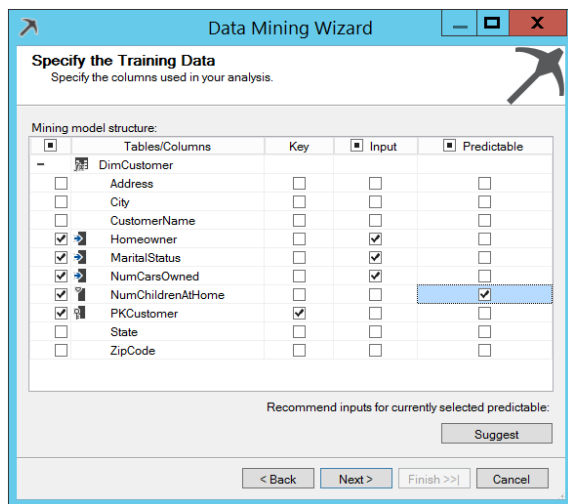 Data Mining Wizard
Specify the Training Data
Specify the columns used in your analysis.
Mining model structure:
Tables/Columns Key Input Predictable
DimCustomer
Address
City
CustomerName
Homeowner
MaritalStatus
NumCarsOwned
NumChildrenAtHome
PKCustomer
State
ZipCode
Recommend inputs for currently selected predictable:
Suggest
< Back Next > Finish >>| Cancel